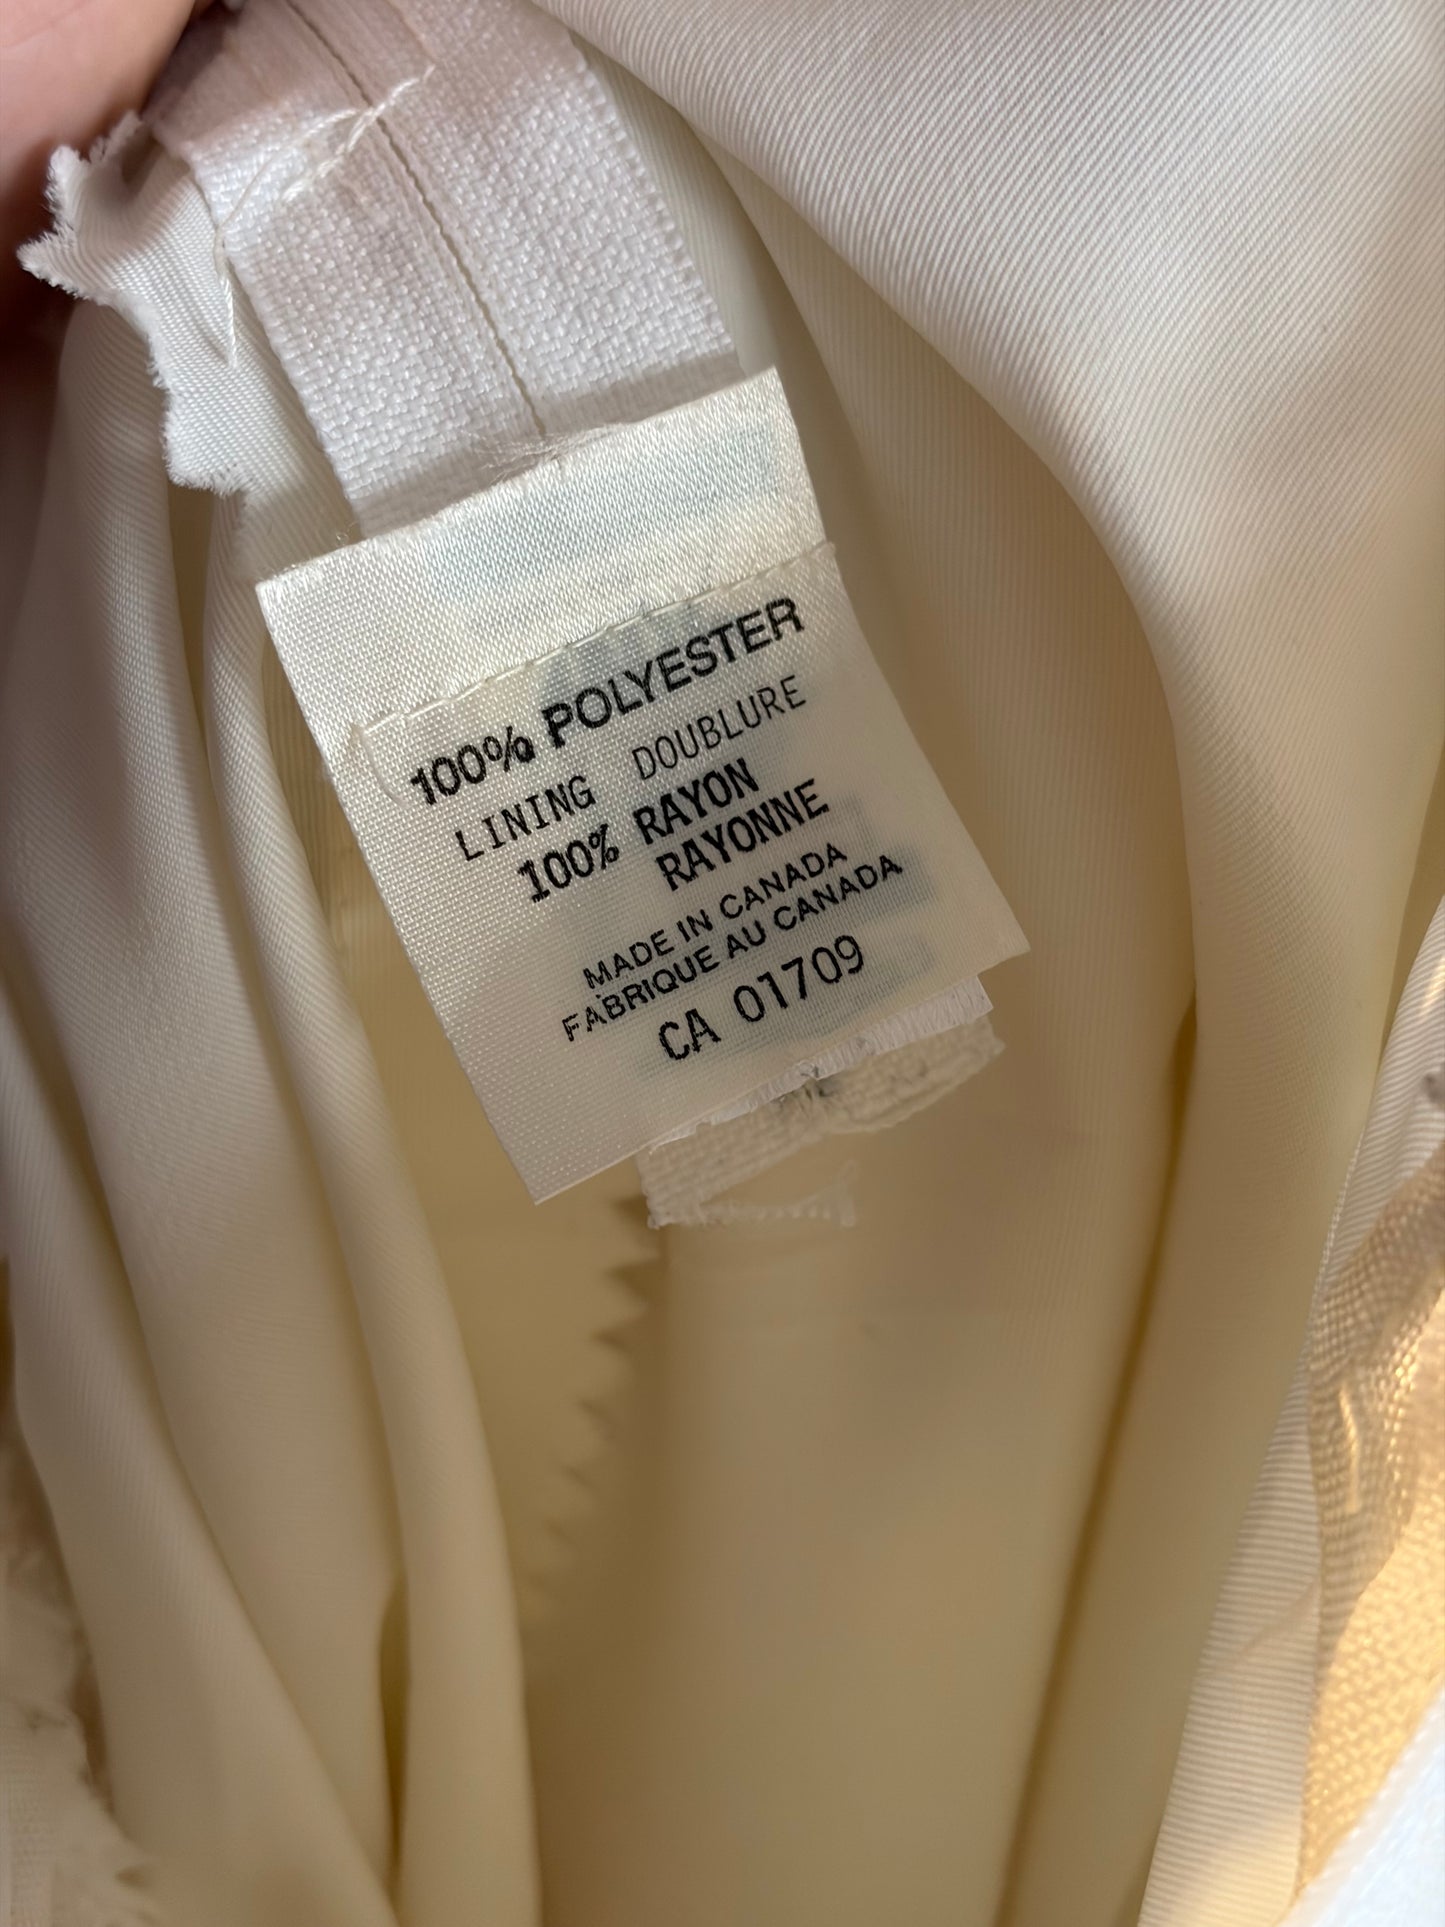 100% POLYESTER
LINING DOUBLURE
100% RAYON
RAYONNE
MADE IN CANADA
FABRIQUE AU CANADA
CA 01709